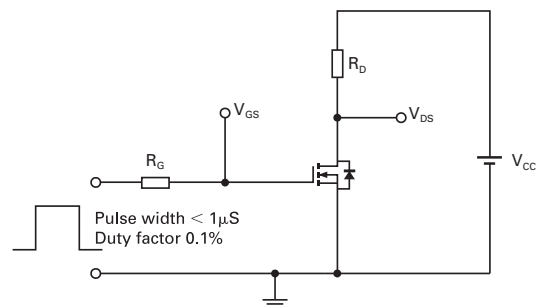 R_D
V_GS
V_DS
R_G
V_CC
Pulse width < 1μS
Duty factor 0.1%